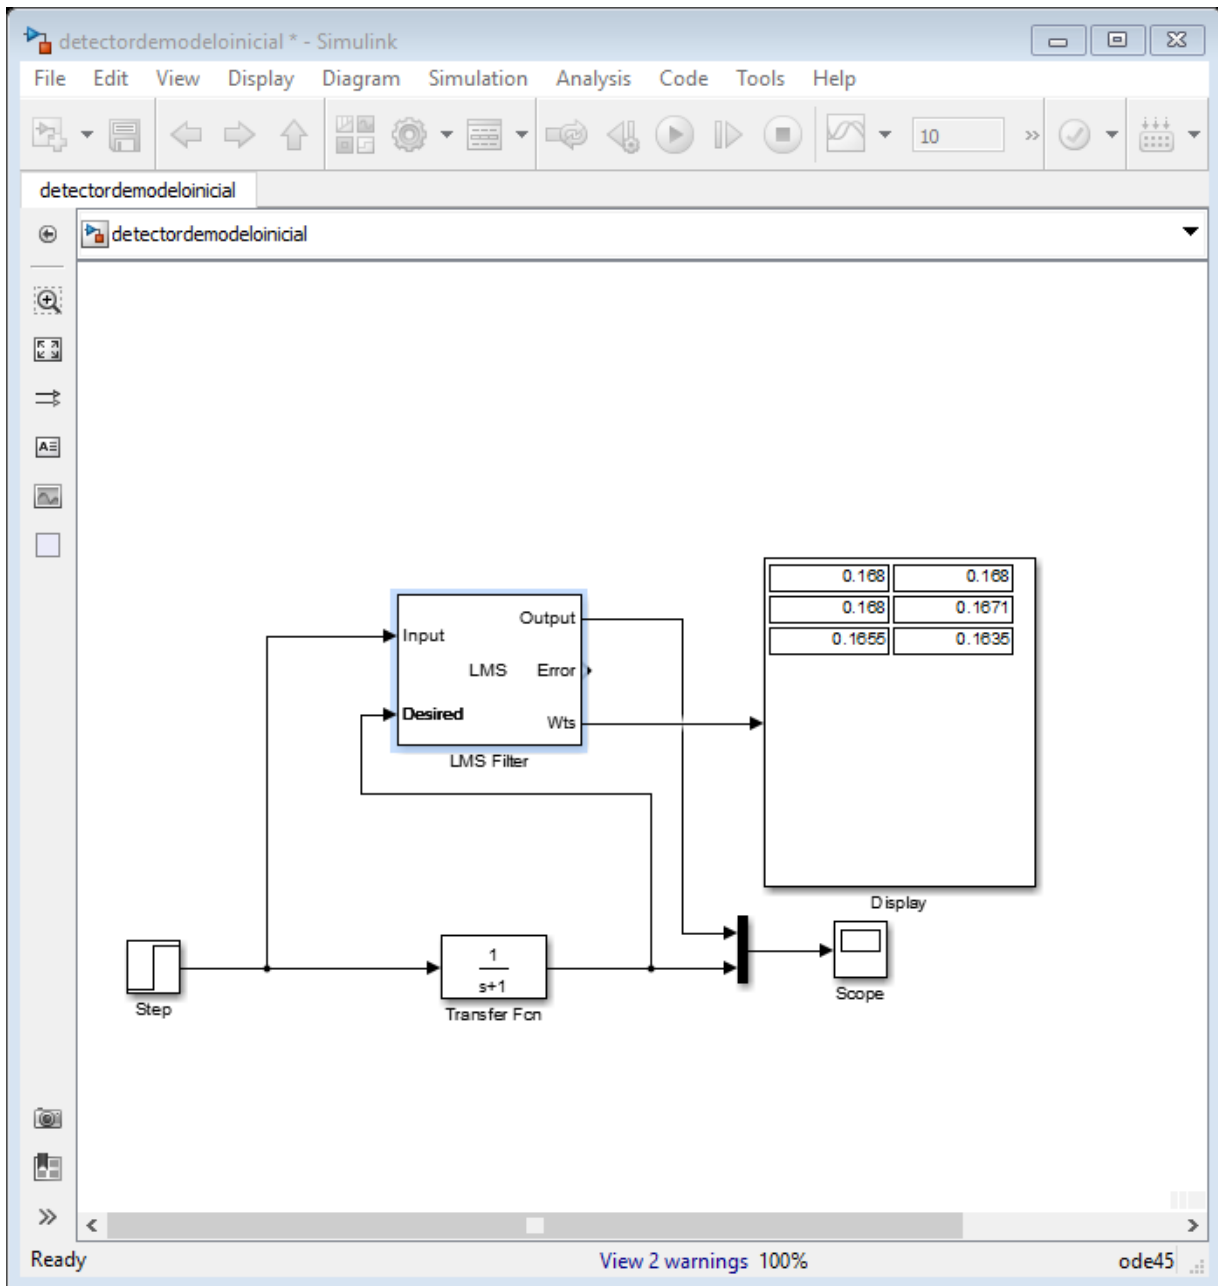 detectordemodeloinicial * - Simulink
File Edit View Display Diagram Simulation Analysis Code Tools Help
10
detectordemodeloinicial
detectordemodeloinicial
0.168 0.168
0.168 0.1671
0.1655 0.1635
Output
Input
LMS Error
Desired
Wts
LMS Filter
Display
1
s+1
Step
Transfer Fcn
Scope
Ready View 2 warnings 100% ode45